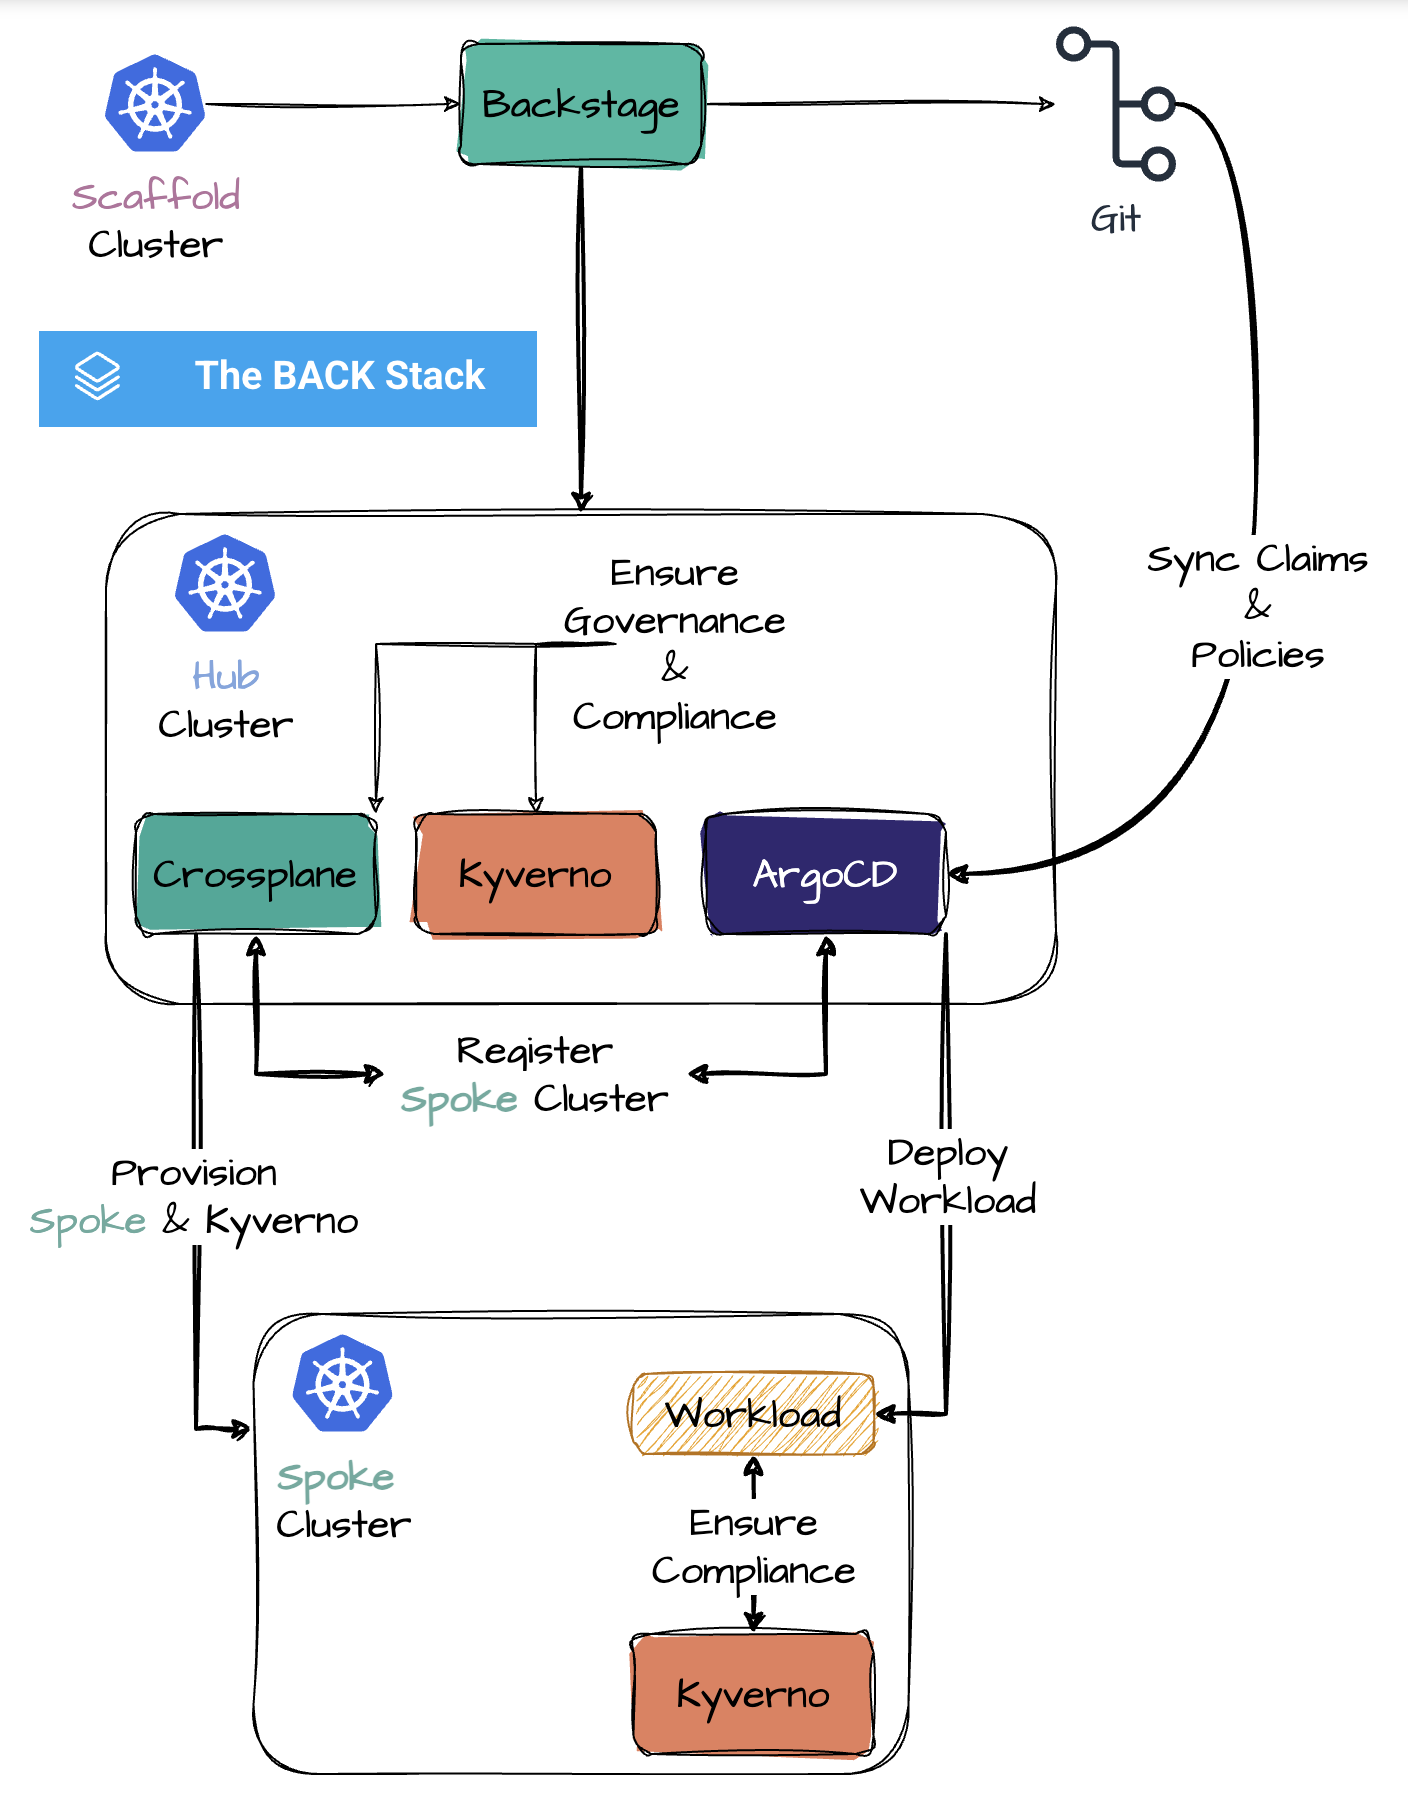 Backstage
Scaffold
Cluster
Git
The BACK Stack
Ensure
Governance
&
Compliance
Hub
Cluster
Sync Claims
&
Policies
Crossplane
Kyverno
ArgoCD
Register
Spoke Cluster
Provision
Spoke & Kyverno
Deploy
Workload
Workload
Spoke
Cluster
Ensure
Compliance
Kyverno